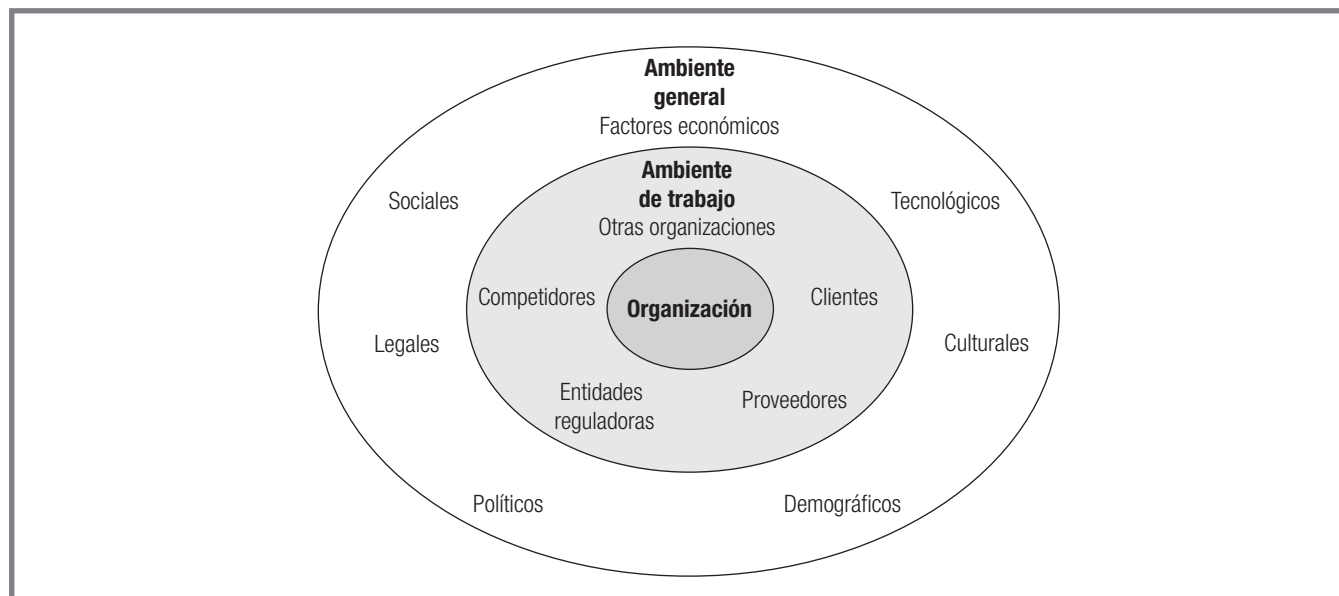 Ambiente
general
Factores económicos
Ambiente
de trabajo
Sociales
Tecnológicos
Otras organizaciones
Competidores
Organización
Clientes
Legales
Culturales
Entidades
reguladoras
Proveedores
Políticos
Demográficos